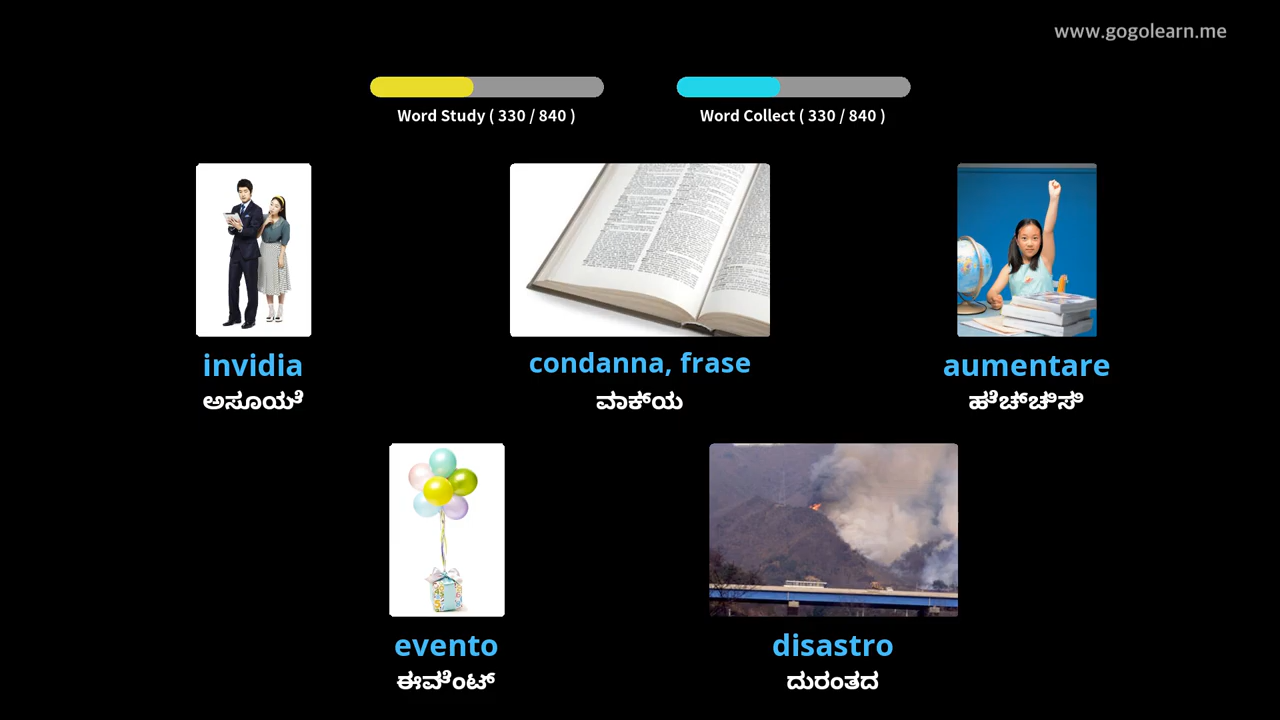 www.gogolearn.me
Word Study ( 330 / 840 )
Word Collect ( 330 / 840 )
invidia
ಅಸೂಯೆ
condanna, frase
ವಾಕ್ಯ
aumentare
ಹೆಚ್ಚಿಸಿ
evento
ಈವೆಂಟ್
disastro
ದುರಂತದ